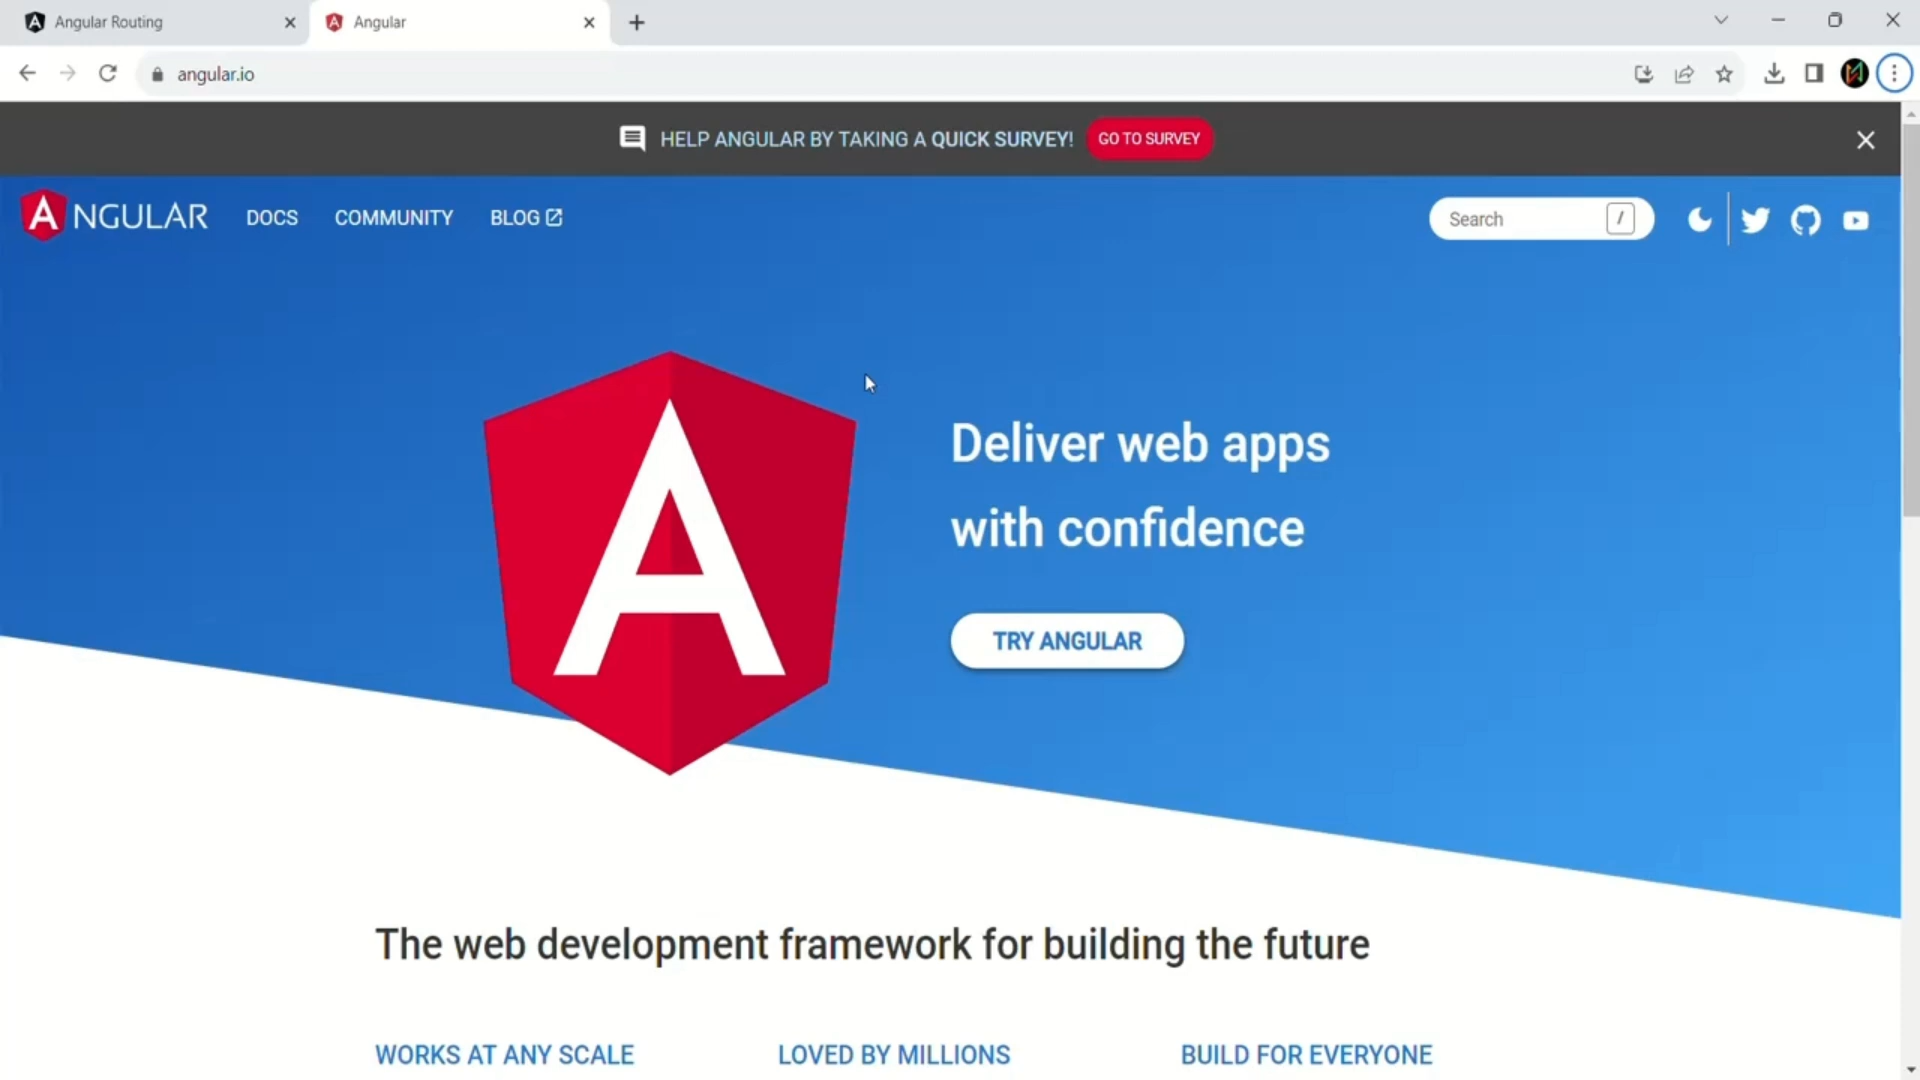 Angular Routing
Angular
angular.io
HELP ANGULAR BY TAKING A QUICK SURVEY! GO TO SURVEY
ANGULAR DOCS COMMUNITY BLOG Search /
A
Deliver web apps
with confidence
TRY ANGULAR
The web development framework for building the future
WORKS AT ANY SCALE LOVED BY MILLIONS BUILD FOR EVERYONE